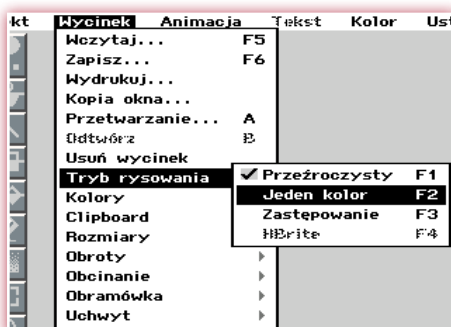 kt Wycinek Animacja Tekst Kolor Ust
Wczytaj... F5
Zapisz... F6
Wydrukuj...
Kopia okna...
Przetwarzanie... A
Odtwórz B
Usuń wycinek
Tryb rysowania
Kolory
Clipboard
Rozmiary
Obroty
Obcinanie
Obramówka
Uchwyt
Przeźroczysty F1
Jeden kolor F2
Zastępowanie F3
HBrite F4